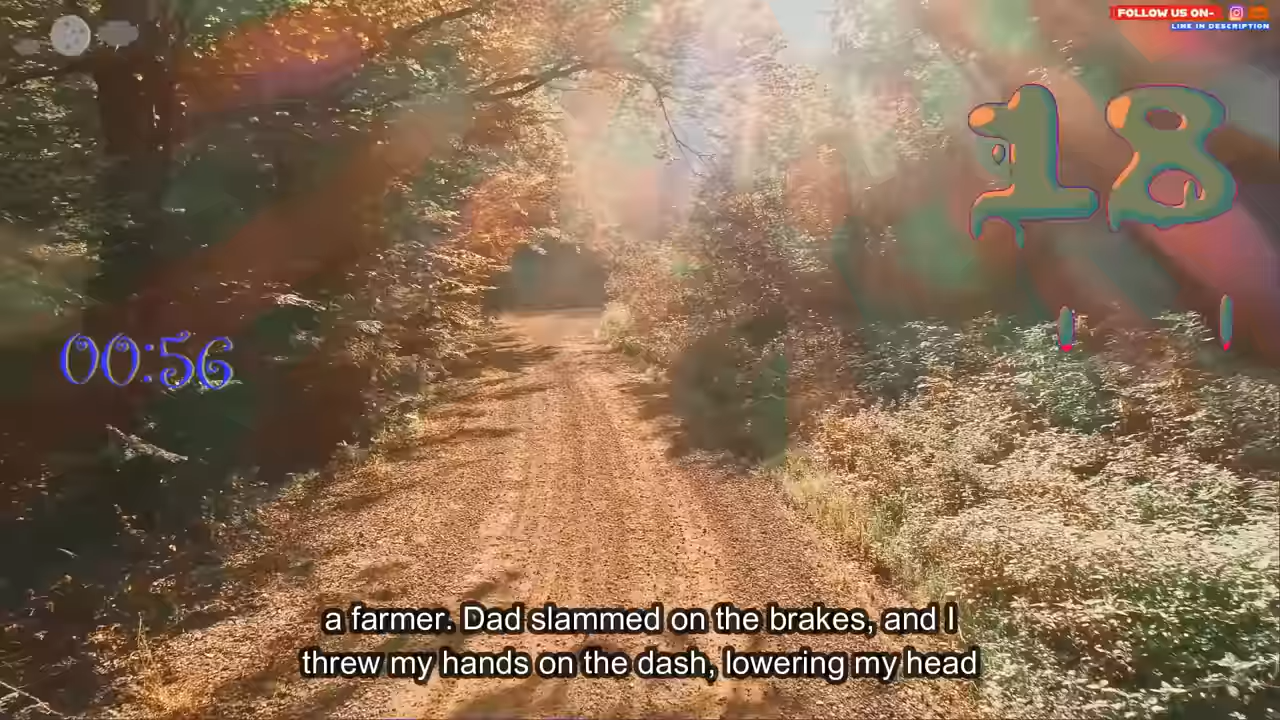 FOLLOW US ON-
LINK IN DESCRIPTION
18
00:56
a farmer. Dad slammed on the brakes, and I
threw my hands on the dash, lowering my head